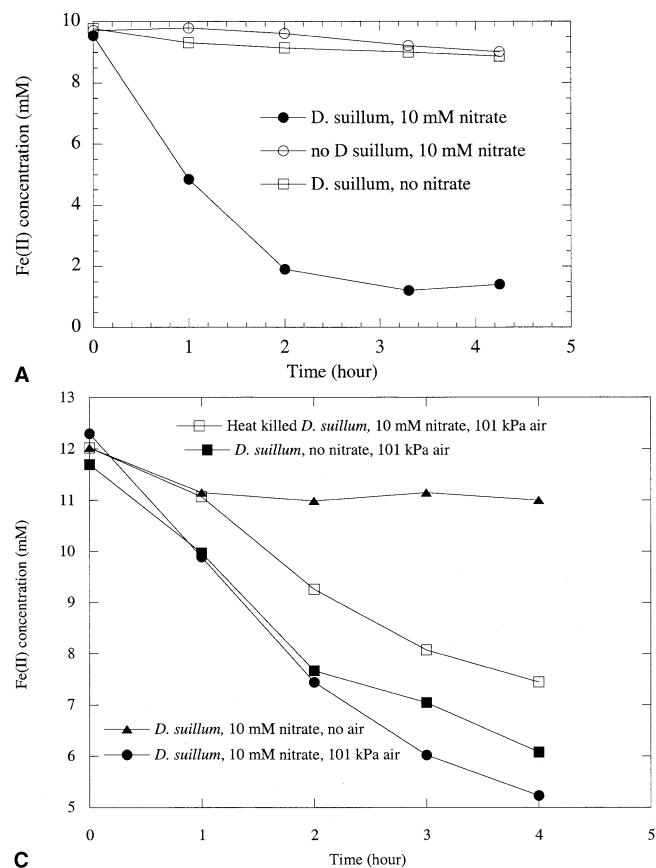 10
8
6
4
2
0
Fe(II) concentration (mM)
D. suillum, 10 mM nitrate
no D suillum, 10 mM nitrate
D. suillum, no nitrate
0 1 2 3 4 5
Time (hour)
A
13
12
11
10
9
8
7
6
5
Fe(II) concentration (mM)
Heat killed D. suillum, 10 mM nitrate, 101 kPa air
D. suillum, no nitrate, 101 kPa air
D. suillum, 10 mM nitrate, no air
D. suillum, 10 mM nitrate, 101 kPa air
0 1 2 3 4 5
Time (hour)
C